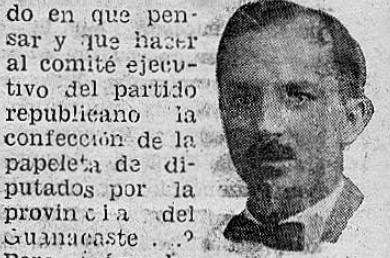 do en que pen-
sar y que hacer
al comité ejecu-
tivo del partido
republicano la
confección de la
papeleta de di-
putados por la
provincia del
Guanacaste ...?